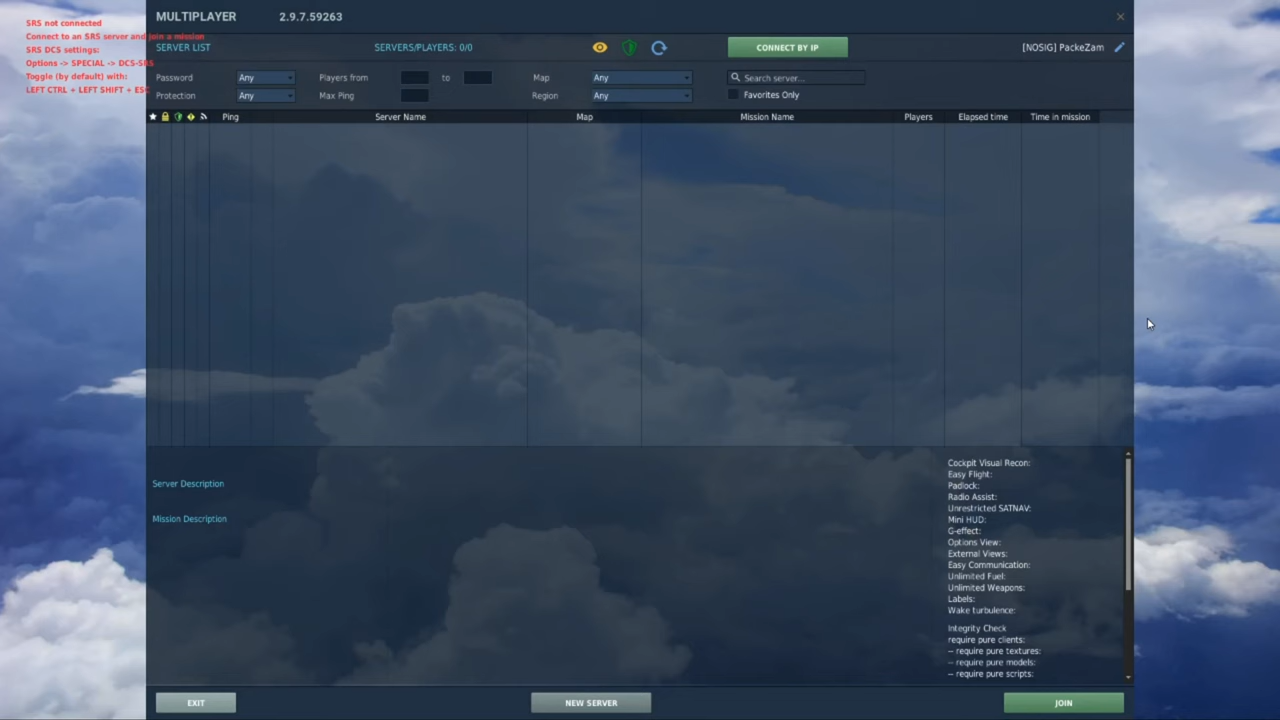 SRS not connected
Connect to an SRS server and join a mission
SRS DCS settings:
Options -> SPECIAL -> DCS-SRS
Toggle (by default) with:
LEFT CTRL + LEFT SHIFT + ESC
MULTIPLAYER 2.9.7.59263
SERVER LIST SERVERS/PLAYERS: 0/0 CONNECT BY IP [NOSIG] PackeZam
Password Any Players from to Map Any Search server...
Protection Any Max Ping Region Any Favorites Only
Ping Server Name Map Mission Name Players Elapsed time Time in mission
Server Description
Mission Description
Cockpit Visual Recon:
Easy Flight:
Padlock:
Radio Assist:
Unrestricted SATNAV:
Mini HUD:
G-effect:
Options View:
External Views:
Easy Communication:
Unlimited Fuel:
Unlimited Weapons:
Labels:
Wake turbulence:
Integrity Check
require pure clients:
-- require pure textures:
-- require pure models:
-- require pure scripts:
EXIT NEW SERVER JOIN